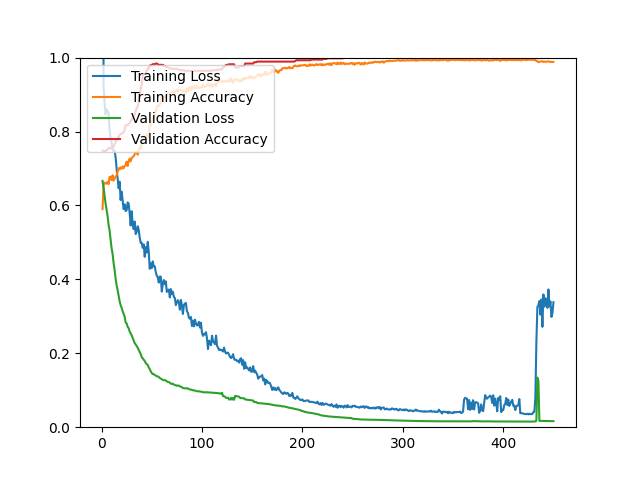 1.0
0.8
0.6
0.4
0.2
0.0
Training Loss
Training Accuracy
Validation Loss
Validation Accuracy
0 100 200 300 400